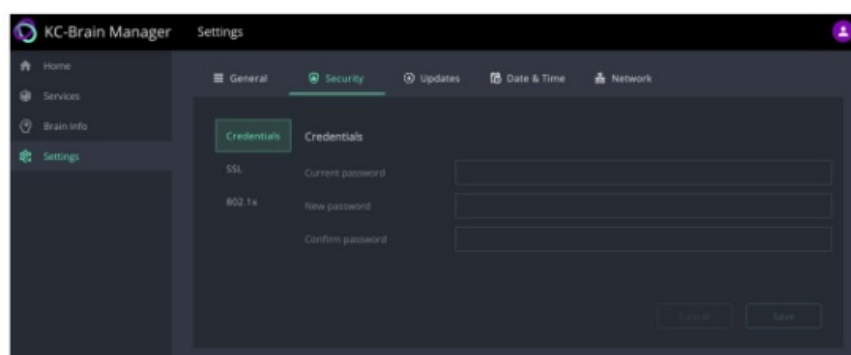 KC-Brain Manager
Settings
Home
Services
Brain Info
Settings
General
Security
Updates
Date & Time
Network
Credentials
SSL
802.1x
Credentials
Current password
New password
Confirm password
Cancel
Save